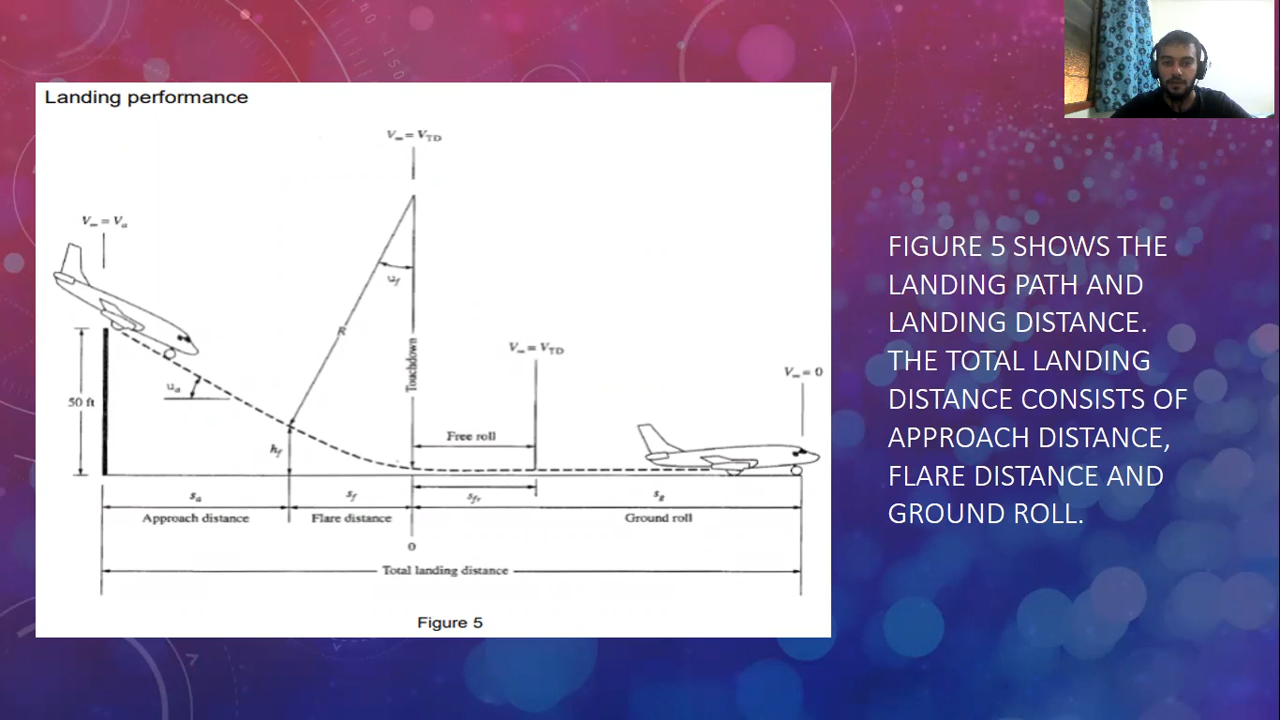 Landing performance
V∞ = VTD
V∞ = Va
R
Touchdown
V∞ = VTD
V∞ = 0
50 ft
hf
Free roll
sa
sf
sfr
sg
Approach distance
Flare distance
Ground roll
0
Total landing distance
Figure 5
FIGURE 5 SHOWS THE
LANDING PATH AND
LANDING DISTANCE.
THE TOTAL LANDING
DISTANCE CONSISTS OF
APPROACH DISTANCE,
FLARE DISTANCE AND
GROUND ROLL.